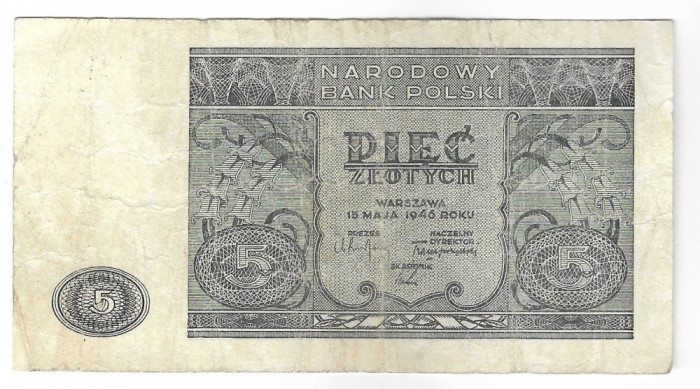 NARODOWY
BANK POLSKI
PIĘĆ
ZŁOTYCH
WARSZAWA
15 MAJA 1946 ROKU
PREZES
NACZELNY
DYREKTOR
SKARBNIK
5
5
5